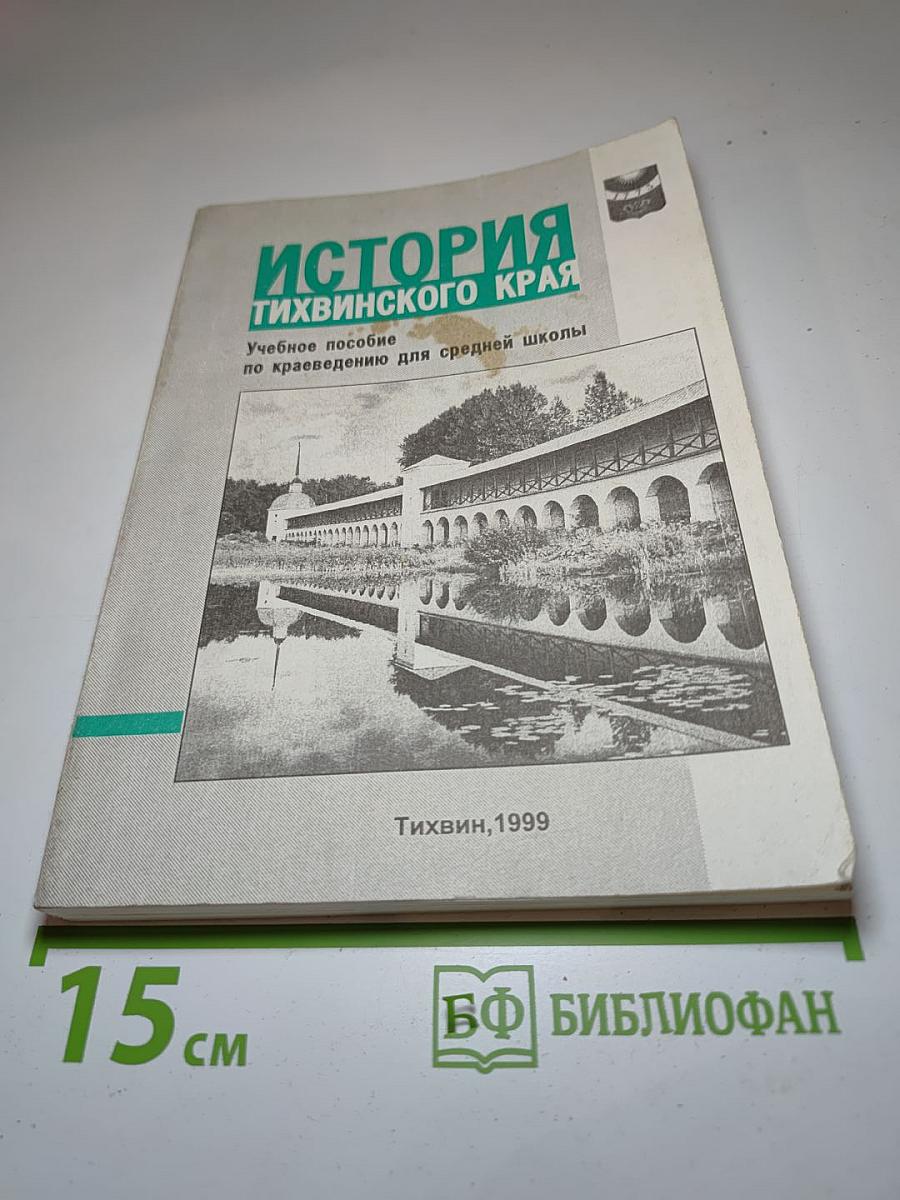 ИСТОРИЯ
ТИХВИНСКОГО КРАЯ
Учебное пособие
по краеведению для средней школы
Тихвин,1999
15 см
БФ БИБЛИОФАН